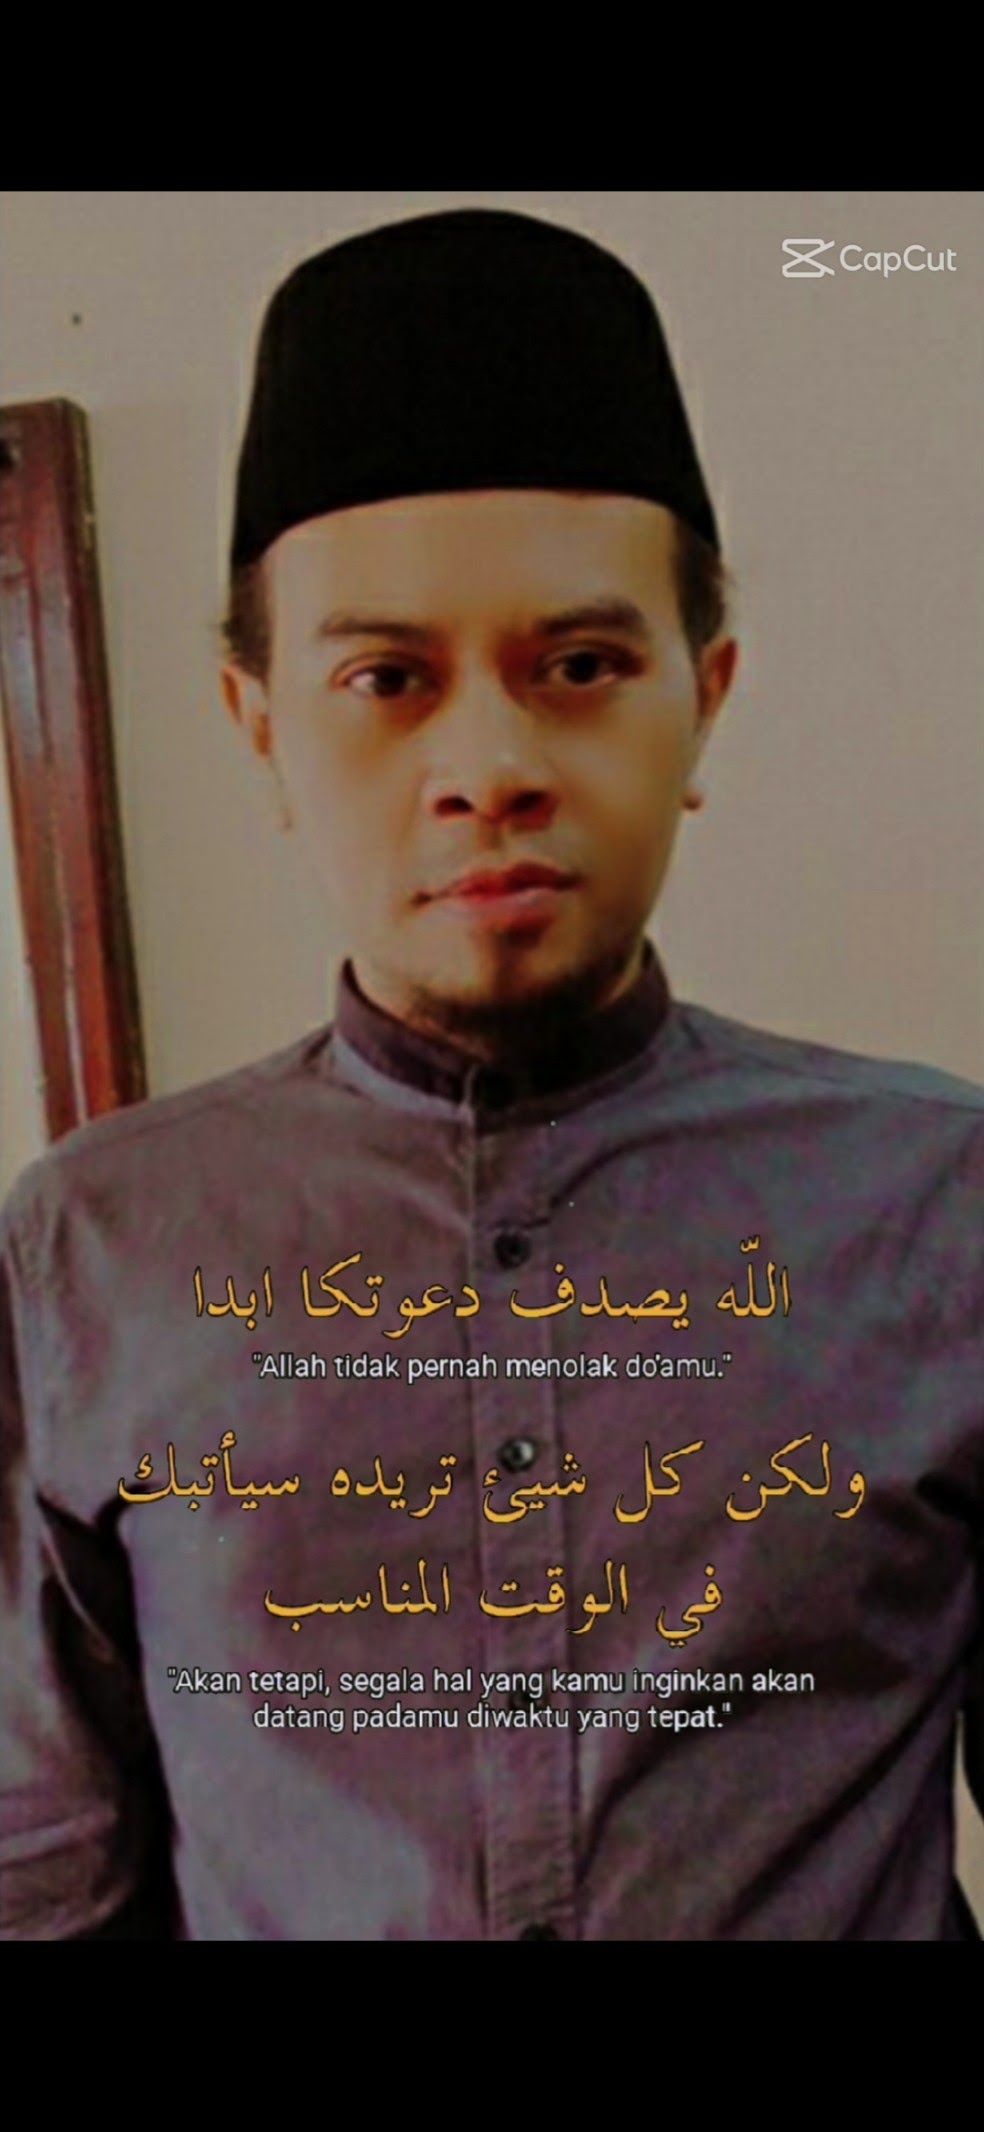 CapCut
اللّه يصدف دعوتكا ابدا
"Allah tidak pernah menolak do'amu."
ولكن كل شيئ تريده سيأتبك
في الوقت المناسب
"Akan tetapi, segala hal yang kamu inginkan akan
datang padamu diwaktu yang tepat."